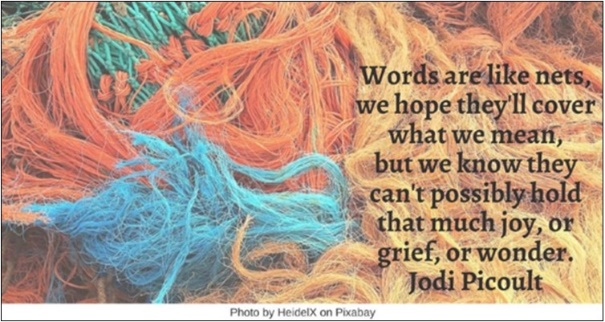 Words are like nets,
we hope they'll cover
what we mean,
but we know they
can't possibly hold
that much joy, or
grief, or wonder.
Jodi Picoult
Photo by HeidelX on Pixabay